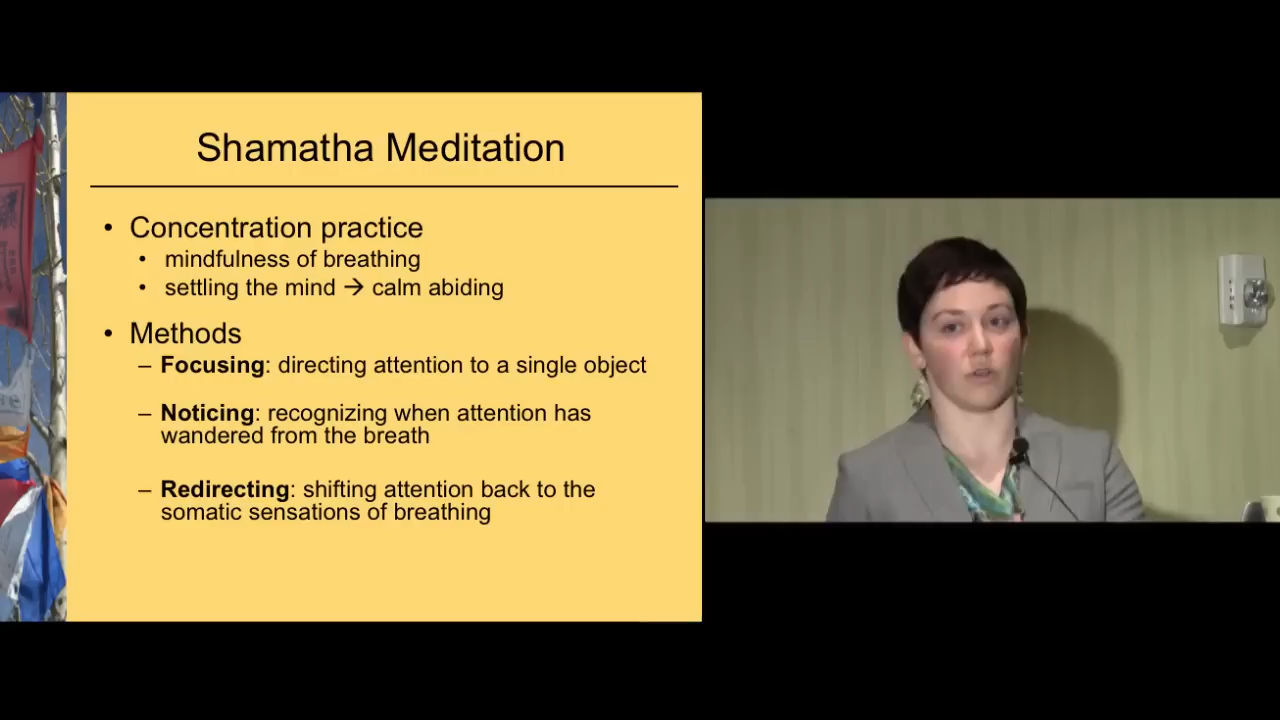 Shamatha Meditation
• Concentration practice
• mindfulness of breathing
• settling the mind → calm abiding
• Methods
– Focusing: directing attention to a single object
– Noticing: recognizing when attention has
wandered from the breath
– Redirecting: shifting attention back to the
somatic sensations of breathing